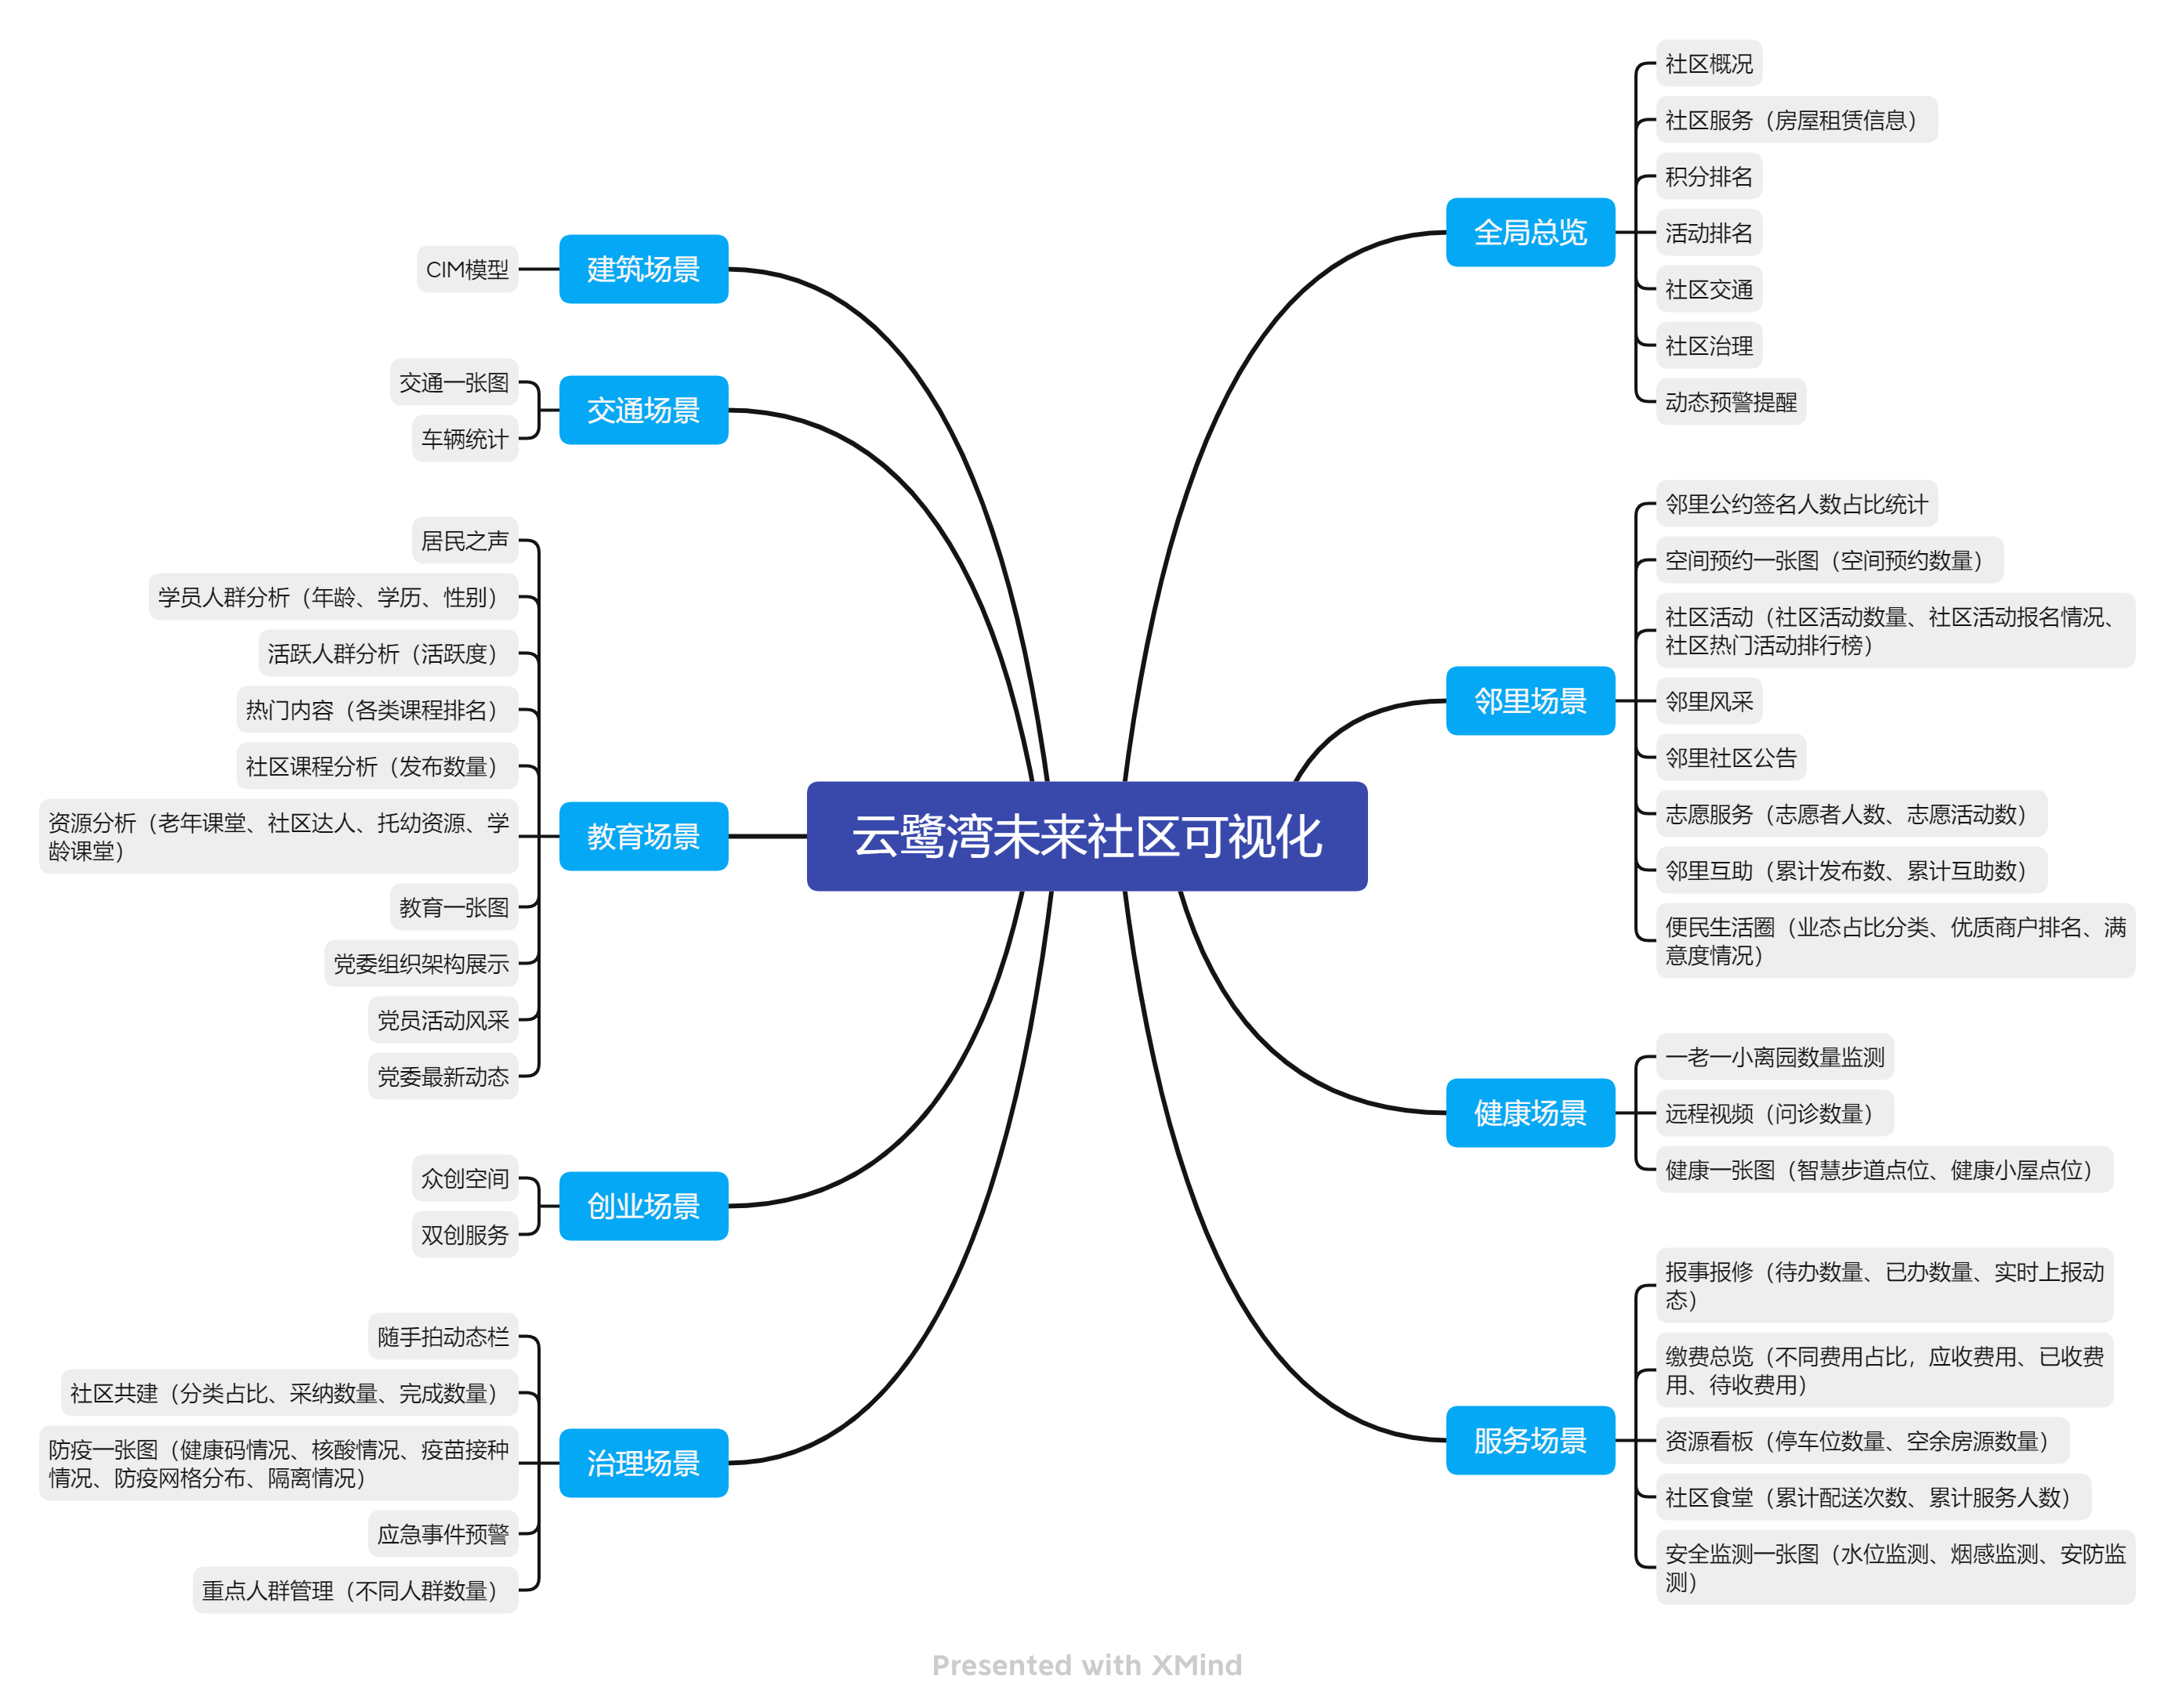 云鹭湾未来社区可视化
全局总览
社区概况
社区服务（房屋租赁信息）
积分排名
活动排名
社区交通
社区治理
动态预警提醒
邻里场景
邻里公约签名人数占比统计
空间预约一张图（空间预约数量）
社区活动（社区活动数量、社区活动报名情况、
社区热门活动排行榜）
邻里风采
邻里社区公告
志愿服务（志愿者人数、志愿活动数）
邻里互助（累计发布数、累计互助数）
便民生活圈（业态占比分类、优质商户排名、满
意度情况）
健康场景
一老一小离园数量监测
远程视频（问诊数量）
健康一张图（智慧步道点位、健康小屋点位）
服务场景
报事报修（待办数量、已办数量、实时上报动
态）
缴费总览（不同费用占比，应收费用、已收费
用、待收费用）
资源看板（停车位数量、空余房源数量）
社区食堂（累计配送次数、累计服务人数）
安全监测一张图（水位监测、烟感监测、安防监
测）
建筑场景
CIM模型
交通场景
交通一张图
车辆统计
教育场景
居民之声
学员人群分析（年龄、学历、性别）
活跃人群分析（活跃度）
热门内容（各类课程排名）
社区课程分析（发布数量）
资源分析（老年课堂、社区达人、托幼资源、学
龄课堂）
教育一张图
党委组织架构展示
党员活动风采
党委最新动态
创业场景
众创空间
双创服务
治理场景
随手拍动态栏
社区共建（分类占比、采纳数量、完成数量）
防疫一张图（健康码情况、核酸情况、疫苗接种
情况、防疫网格分布、隔离情况）
应急事件预警
重点人群管理（不同人群数量）
Presented with XMind